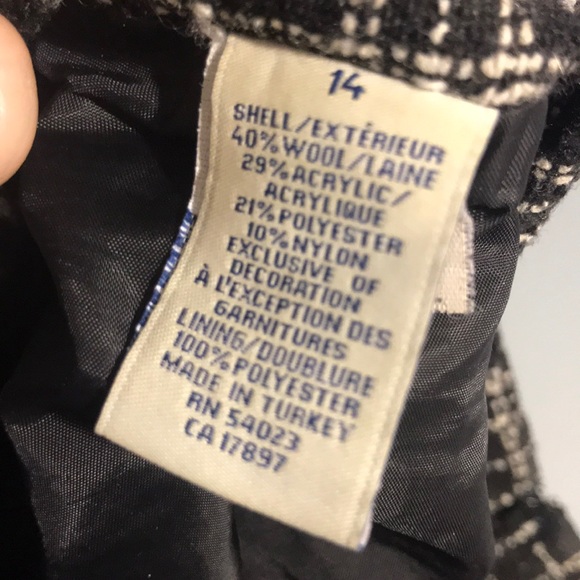 14
SHELL/EXTÉRIEUR
40% WOOL/LAINE
29% ACRYLIC/
ACRYLIQUE
21% POLYESTER
10% NYLON
EXCLUSIVE OF
DECORATION
À L'EXCEPTION DES
GARNITURES
LINING/DOUBLURE
100% POLYESTER
MADE IN TURKEY
RN 54023
CA 17897